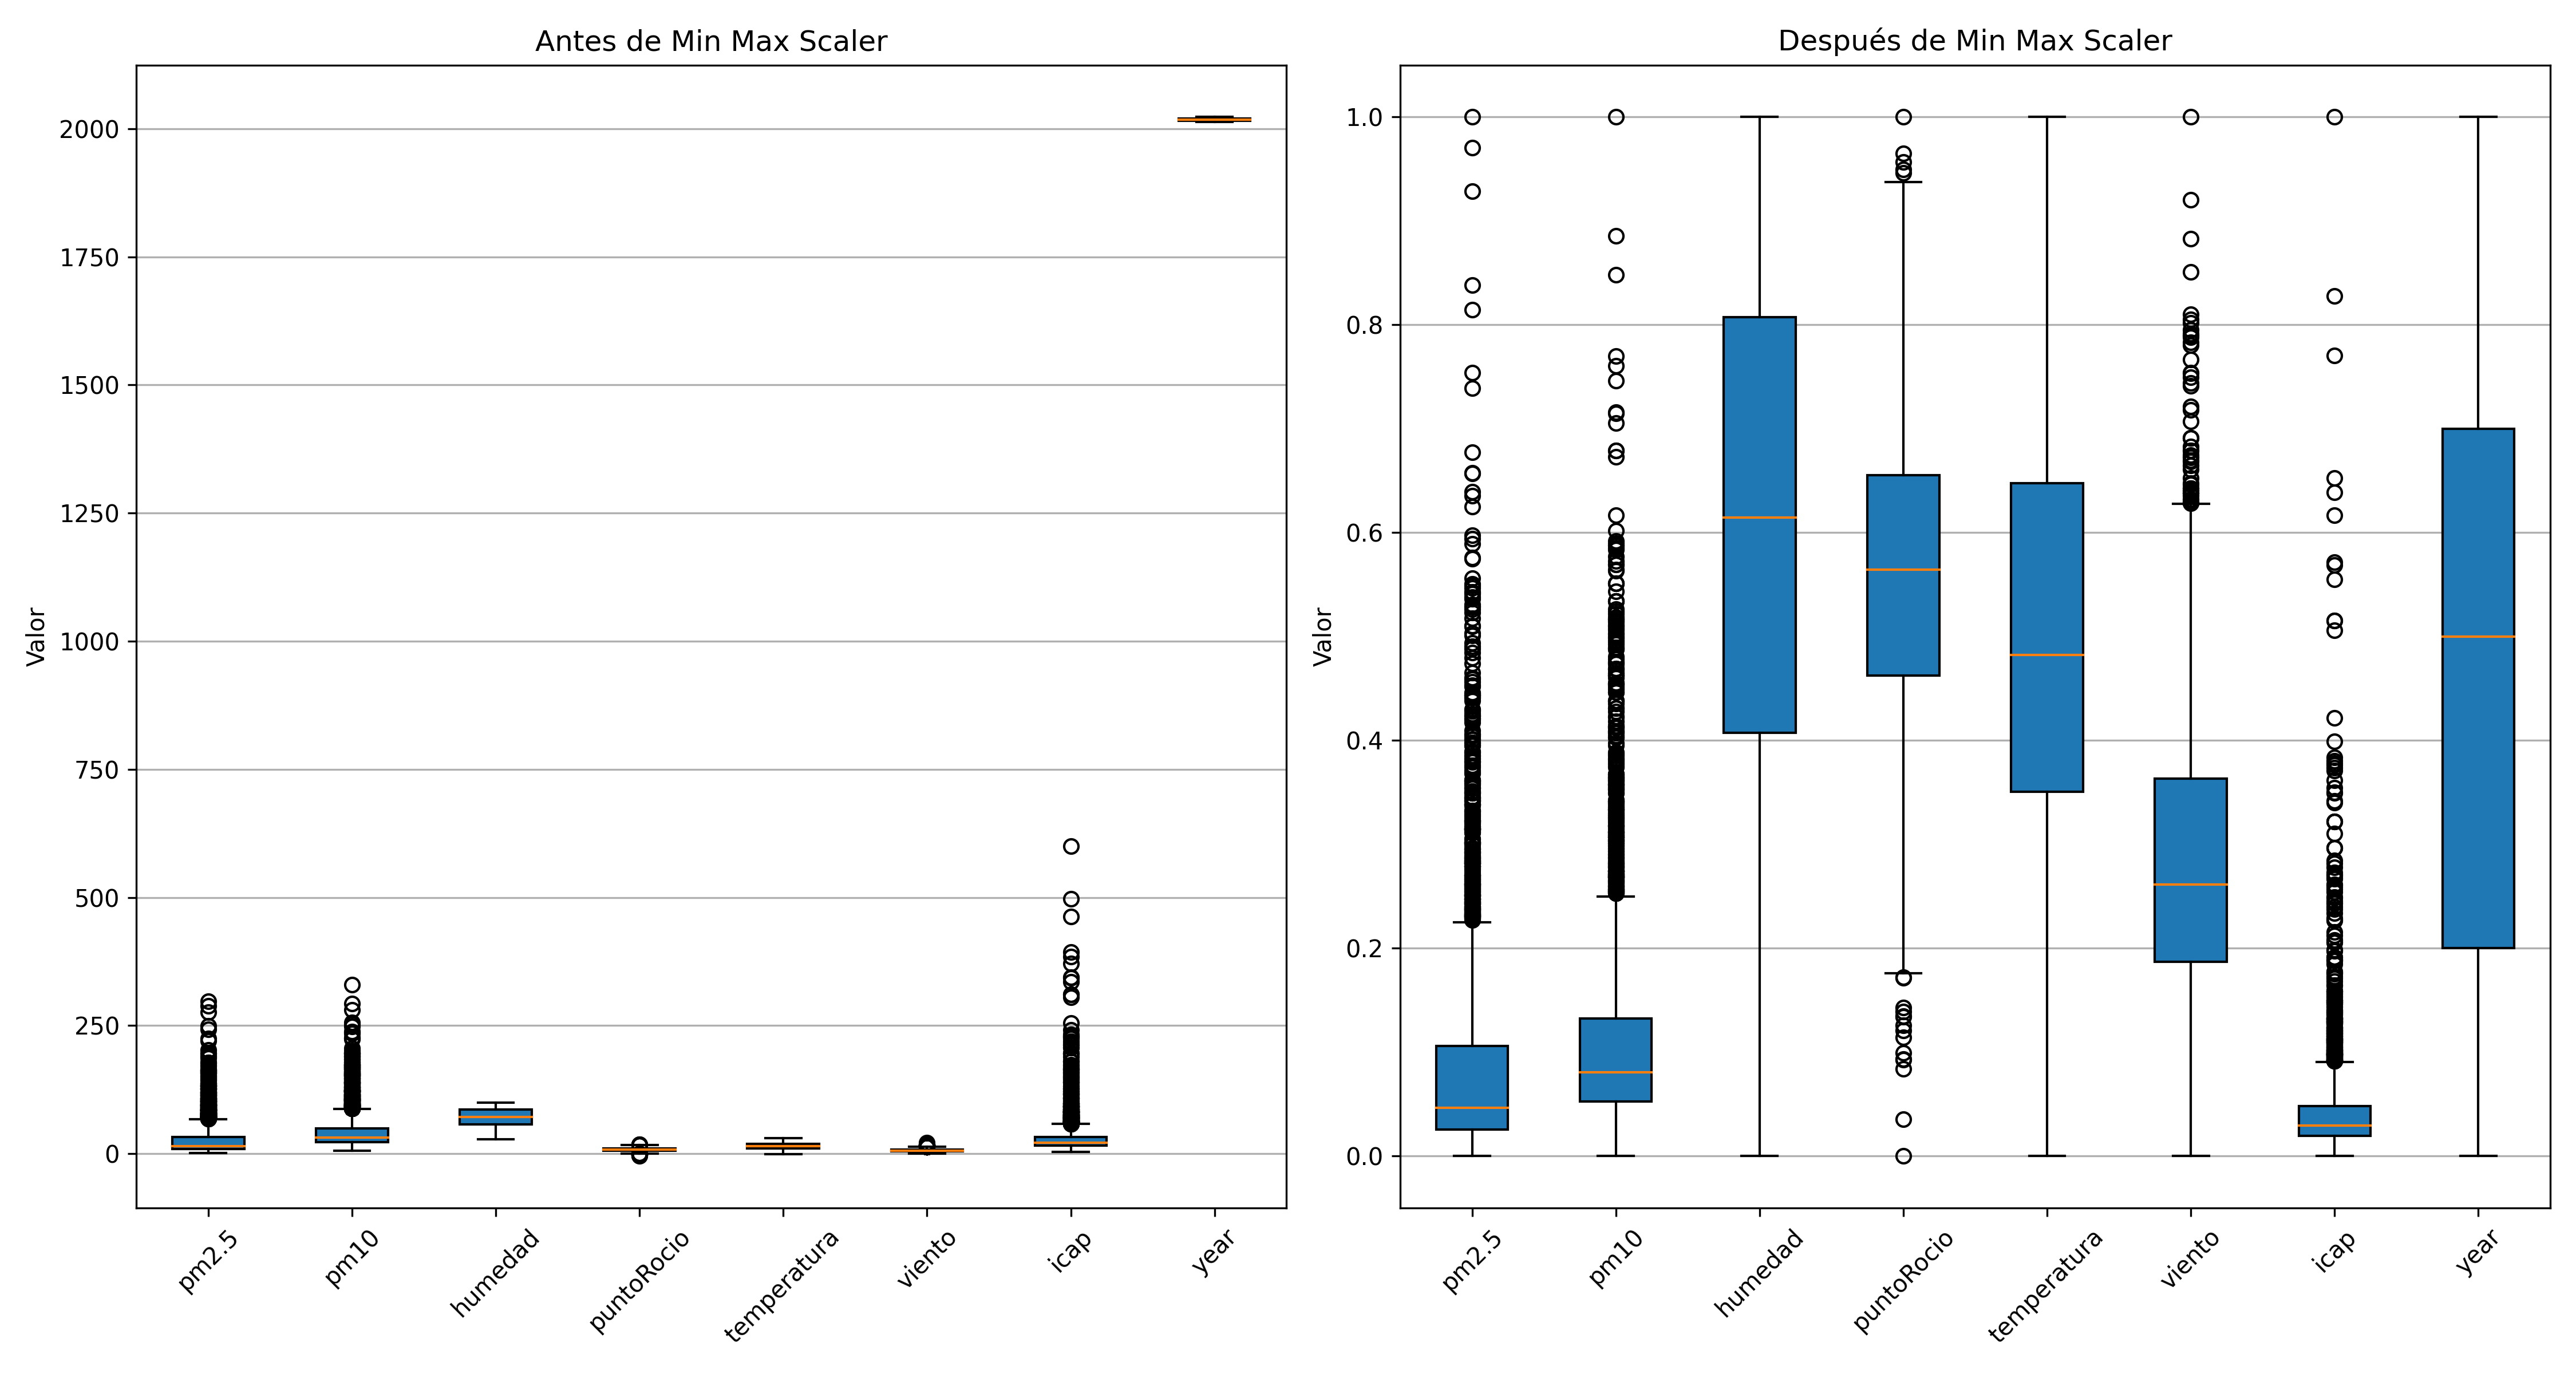 Antes de Min Max Scaler
Valor
2000
1750
1500
1250
1000
750
500
250
0
pm2.5
pm10
humedad
puntoRocio
temperatura
viento
icap
year
Después de Min Max Scaler
Valor
1.0
0.8
0.6
0.4
0.2
0.0
pm2.5
pm10
humedad
puntoRocio
temperatura
viento
icap
year